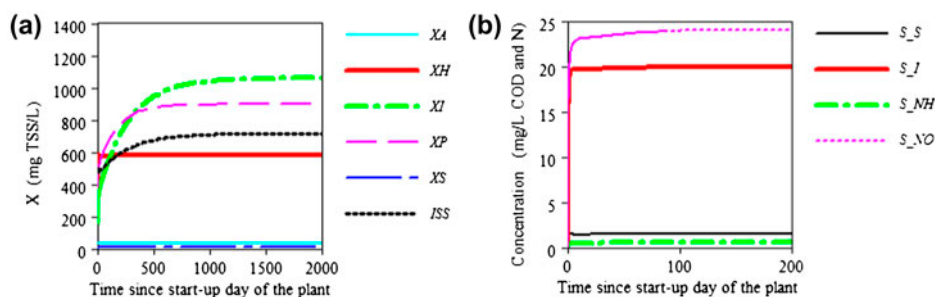 (a)
X (mg TSS/L)
1400
1200
1000
800
600
400
200
0
0 500 1000 1500 2000
Time since start-up day of the plant
XA
XH
XI
XP
XS
ISS
(b)
Concentration (mg/L COD and N)
25
20
15
10
5
0
0 100 200
Time since start-up day of the plant
S_S
S_I
S_NH
S_NO